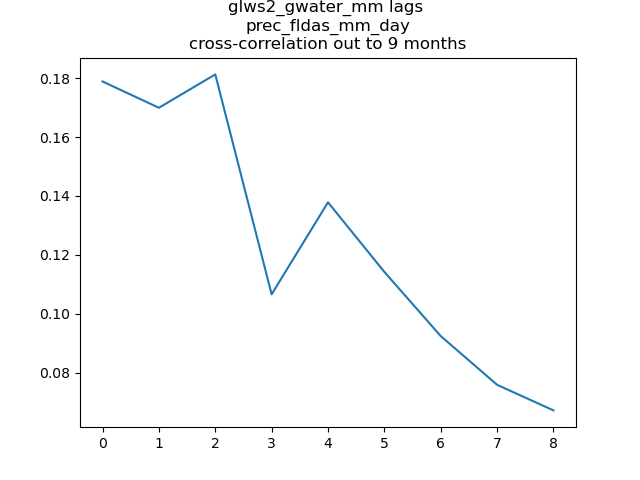 glws2_gwater_mm lags
prec_fldas_mm_day
cross-correlation out to 9 months
0.18
0.16
0.14
0.12
0.10
0.08
0 1 2 3 4 5 6 7 8